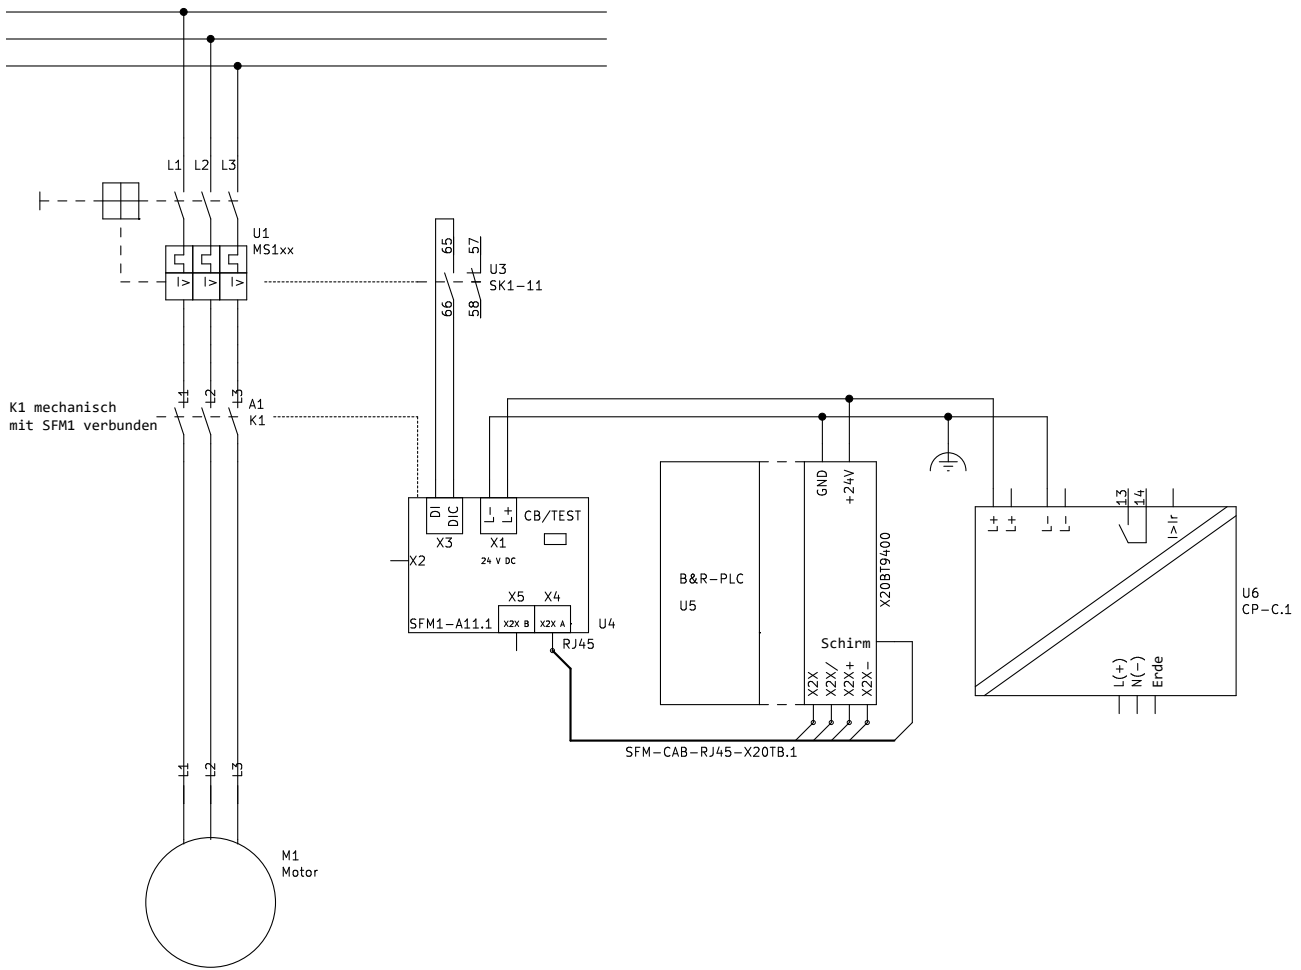 L1 L2 L3
U1
MS1xx
I> I> I>
65 57
U3
SK1-11
66 58
L1 L2 L3
A1
K1
K1 mechanisch
mit SFM1 verbunden
DI DIC L- L+ CB/TEST
X3 X1
24 V DC
X2
X5 X4
X2X B X2X A
SFM1-A11.1
U4
RJ45
B&R-PLC
U5
GND +24V
X20BT9400
Schirm
X2X X2X/ X2X+ X2X-
SFM-CAB-RJ45-X20TB.1
L+ L+ L- L- 13 14 I>Ir
U6
CP-C.1
L(+) N(-) Erde
L1 L2 L3
M1
Motor